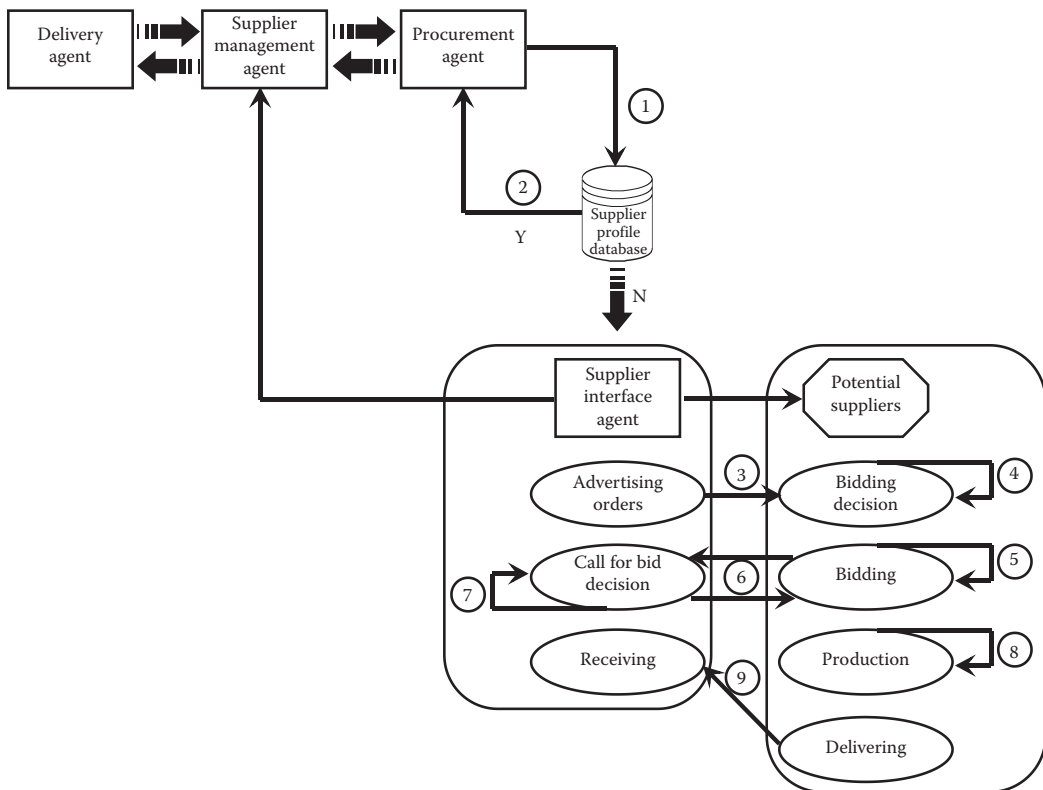 Delivery
agent
Supplier
management
agent
Procurement
agent
1
2
Y
Supplier
profile
database
N
Supplier
interface
agent
Potential
suppliers
Advertising
orders
3
Bidding
decision
4
Call for bid
decision
6
Bidding
5
7
Receiving
Production
8
9
Delivering